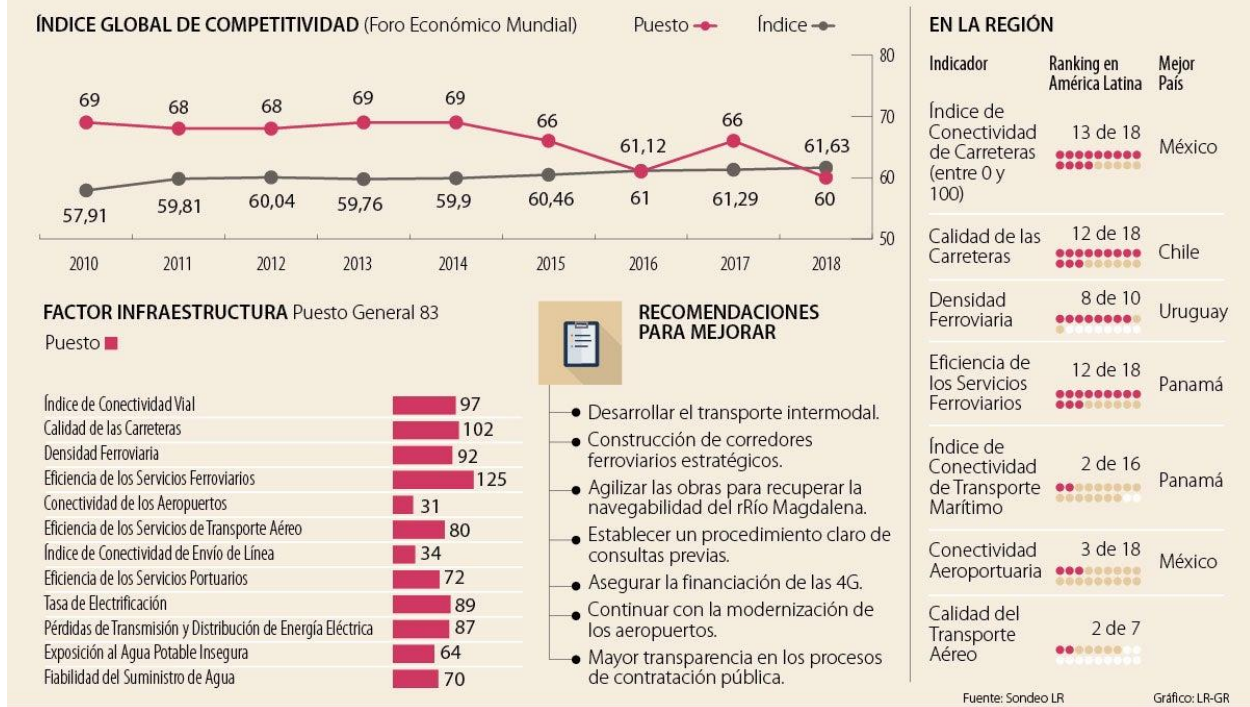 ÍNDICE GLOBAL DE COMPETITIVIDAD (Foro Económico Mundial)
Puesto
Índice
80
70
60
50
69
68
68
69
69
66
61,12
66
61,63
57,91
59,81
60,04
59,76
59,9
60,46
61
61,29
60
2010
2011
2012
2013
2014
2015
2016
2017
2018
FACTOR INFRAESTRUCTURA Puesto General 83
Puesto
Índice de Conectividad Vial 97
Calidad de las Carreteras 102
Densidad Ferroviaria 92
Eficiencia de los Servicios Ferroviarios 125
Conectividad de los Aeropuertos 31
Eficiencia de los Servicios de Transporte Aéreo 80
Índice de Conectividad de Envío de Línea 34
Eficiencia de los Servicios Portuarios 72
Tasa de Electrificación 89
Pérdidas de Transmisión y Distribución de Energía Eléctrica 87
Exposición al Agua Potable Insegura 64
Fiabilidad del Suministro de Agua 70
RECOMENDACIONES
PARA MEJORAR
Desarrollar el transporte intermodal.
Construcción de corredores
ferroviarios estratégicos.
Agilizar las obras para recuperar la
navegabilidad del rRío Magdalena.
Establecer un procedimiento claro de
consultas previas.
Asegurar la financiación de las 4G.
Continuar con la modernización de
los aeropuertos.
Mayor transparencia en los procesos
de contratación pública.
EN LA REGIÓN
Indicador
Ranking en
América Latina
Mejor
País
Índice de
Conectividad
de Carreteras
(entre 0 y
100)
13 de 18
México
Calidad de las
Carreteras
12 de 18
Chile
Densidad
Ferroviaria
8 de 10
Uruguay
Eficiencia de
los Servicios
Ferroviarios
12 de 18
Panamá
Índice de
Conectividad
de Transporte
Marítimo
2 de 16
Panamá
Conectividad
Aeroportuaria
3 de 18
México
Calidad del
Transporte
Aéreo
2 de 7
Fuente: Sondeo LR
Gráfico: LR-GR